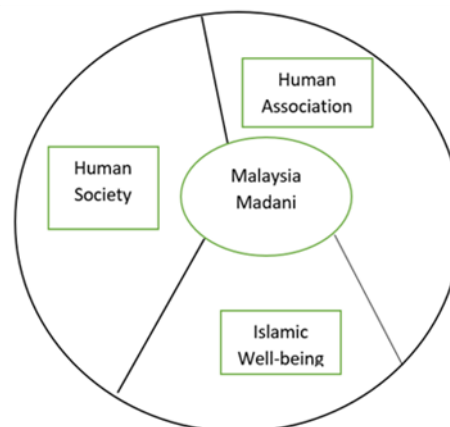 Human
Association
Human
Society
Malaysia
Madani
Islamic
Well-being